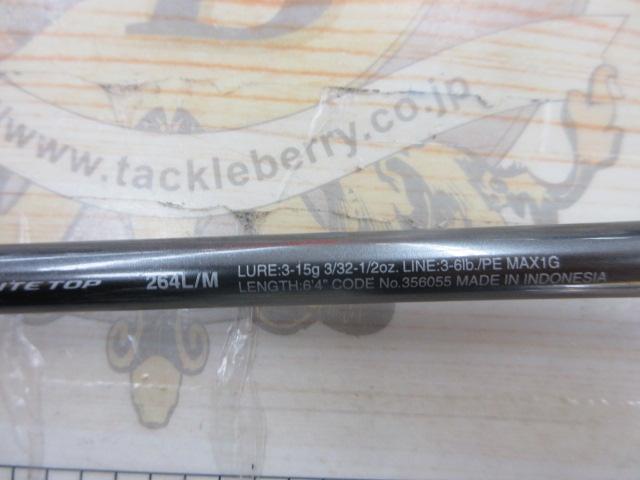 www.tackleberry.co.jp
TOP 264L/M LURE:3-15g 3/32-1/2oz. LINE:3-6lb./PE MAX1G
LENGTH:6'4" CODE No.356055 MADE IN INDONESIA